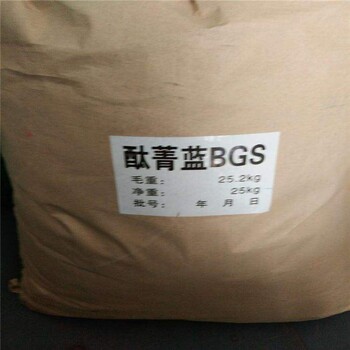 酞菁蓝BGS
毛重： 25.2kg
净重： 25kg
批号： 年 月 日